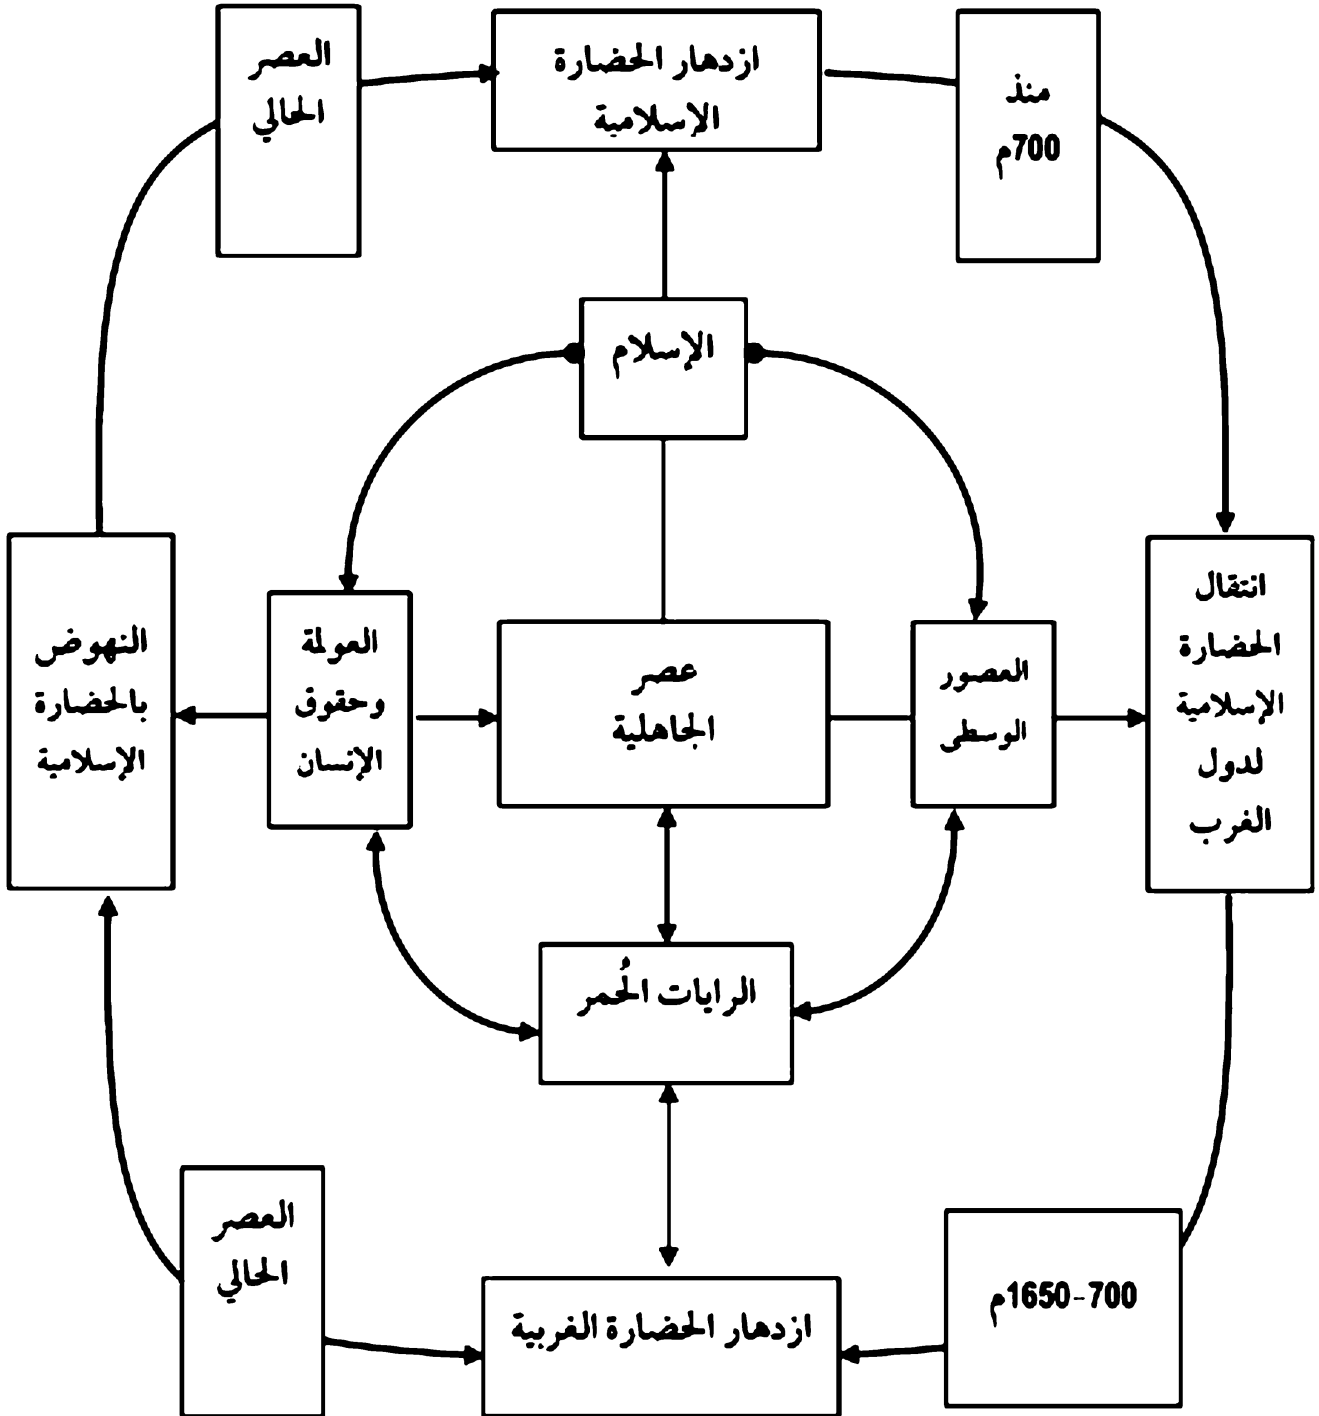 العصر
الحالي
ازدهار الحضارة
الإسلامية
منذ
700م
الإسلام
انتقال
الحضارة
الإسلامية
لدول
الغرب
العصور
الوسطى
عصر
الجاهلية
العولمة
وحقوق
الإنسان
النهوض
بالحضارة
الإسلامية
الرايات الحُمر
العصر
الحالي
700-1650م
ازدهار الحضارة الغربية